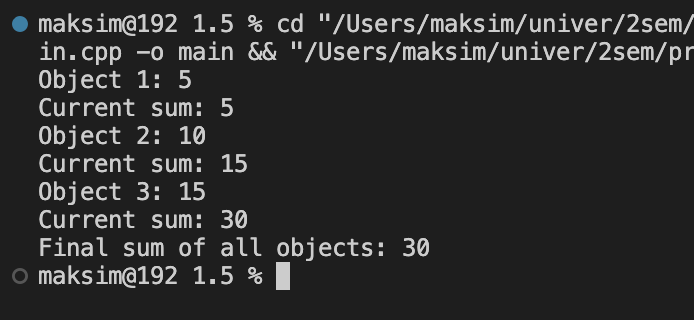 maksim@192 1.5 % cd "/Users/maksim/univer/2sem/
in.cpp -o main && "/Users/maksim/univer/2sem/pr
Object 1: 5
Current sum: 5
Object 2: 10
Current sum: 15
Object 3: 15
Current sum: 30
Final sum of all objects: 30
maksim@192 1.5 %